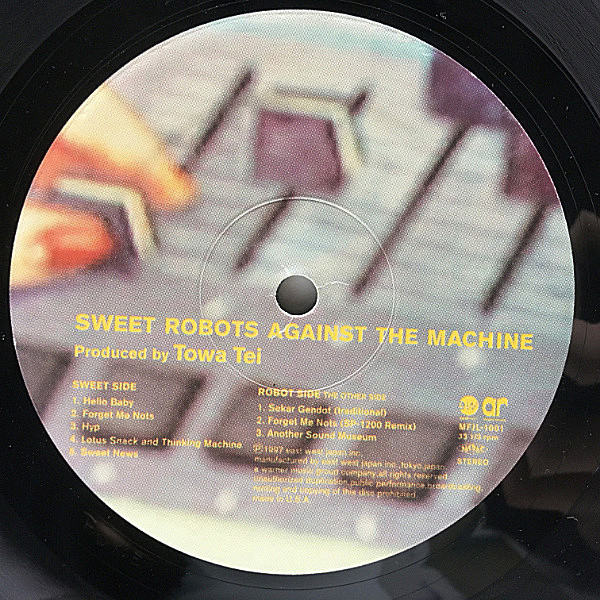 SWEET ROBOTS AGAINST THE MACHINE
Produced by Towa Tei
SWEET SIDE
1. Hello Baby
2. Forget Me Nots
3. Hyp
4. Lotus Snack and Thinking Machine
5. Sweet News
ROBOT SIDE THE OTHER SIDE
1. Sekar Gendot (traditional)
2. Forget Me Nots (SP-1200 Remix)
3. Another Sound Museum
℗1997 east west japan inc.
manufactured by east west japan inc., tokyo, japan.
a warner music group company, all rights reserved.
unauthorized duplication, public performance, broadcasting,
renting and copying of this disc prohibited.
made in U.S.A.
ar
MFJL-1001
33 1/3 rpm
STEREO